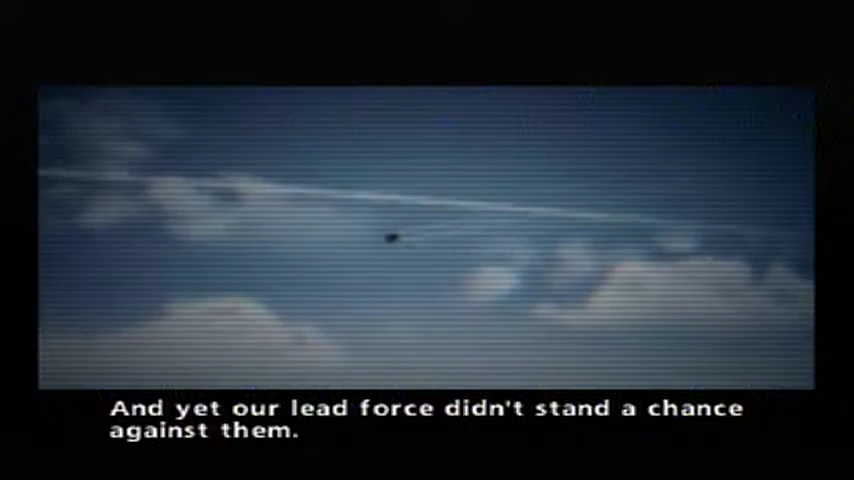 And yet our lead force didn't stand a chance
against them.